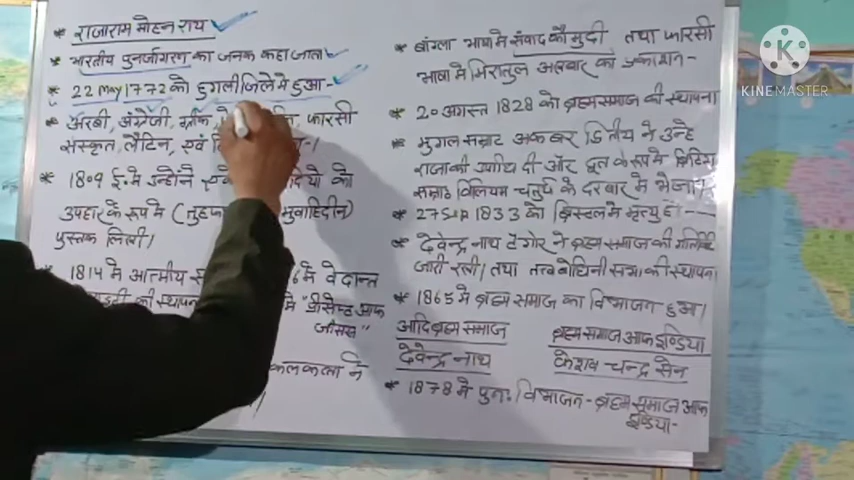 * राजाराम मोहन राय
* भारतीय पुनर्जागरण का जनक कहा जाता
* 22 May 1772 को हुगली जिले मे हुआ-
* अरबी, अंग्रेजी, ग्रीक, फारसी
संस्कृत, लैटिन, एवं
* 1809 ई० मे उन्होंने को
उपहार के रूप मे (तुहफ मुवाहिदीन)
पुस्तक लिखी।
* 1814 मे आत्मीय मे वेदान्त
की स्थापना मे "प्रीसेप्ट आफ
जीसस"
कलकत्ता मे
* बांग्ला भाषा मे संवाद कौमुदी तथा फारसी
भाषा मे मिरातुल अखबार का प्रकाशन-
* 20 अगस्त 1828 को ब्रह्म समाज की स्थापना
* मुगल सम्राट अकबर द्वितीय ने उन्हे
राजा की उपाधि दी और दूत के रूप मे ब्रिटिश
सम्राट विलियम चतुर्थ के दरबार मे भेजा।
* 27 Sep 1833 को ब्रिस्टल मे मृत्यु
* देवेन्द्र नाथ टैगोर ने ब्रह्म समाज की गतिविधि
जारी रखी। तथा तत्वबोधिनी सभा की स्थापना
* 1865 मे ब्रह्म समाज का विभाजन हुआ।
आदि ब्रह्म समाज ब्रह्म समाज आफ इण्डिया
देवेन्द्र नाथ केशव चन्द्र सेन
* 1878 मे पुनः विभाजन- ब्रह्म समाज आफ
इण्डिया-
K
KINEMASTER